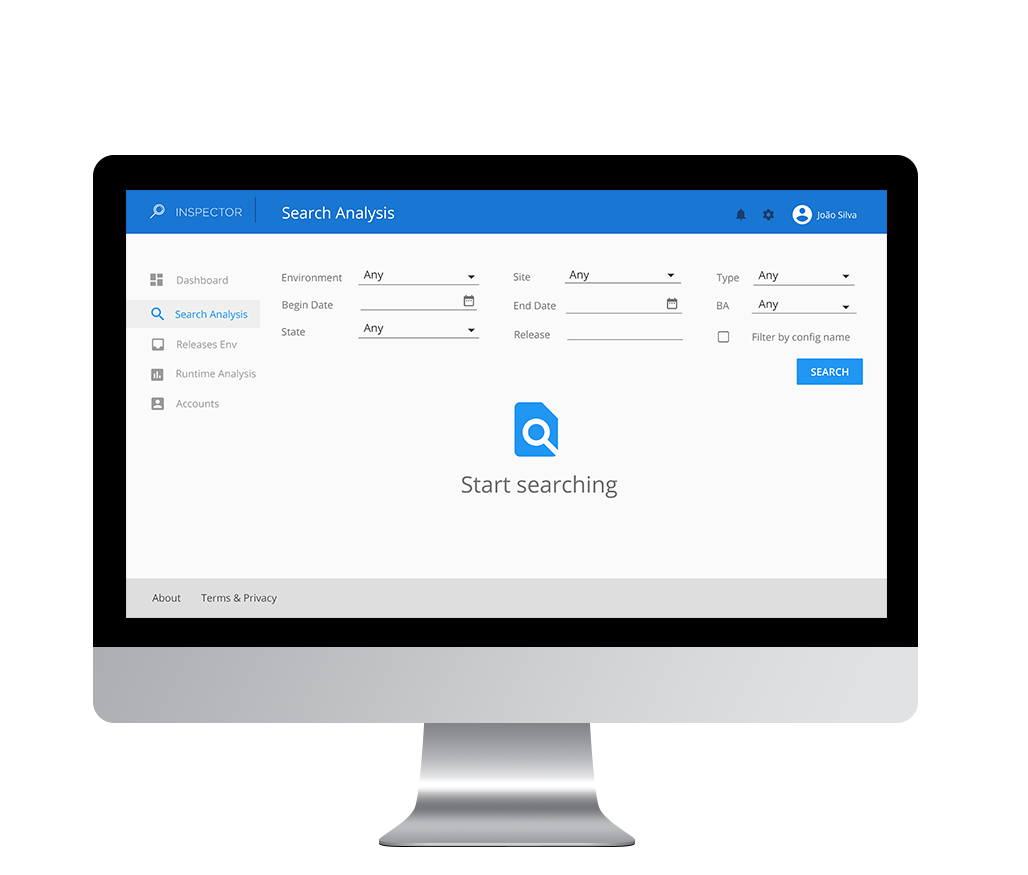 INSPECTOR
Search Analysis
João Silva
Dashboard
Search Analysis
Releases Env
Runtime Analysis
Accounts
Environment Any
Site Any
Type Any
Begin Date
End Date
BA Any
State Any
Release
Filter by config name
SEARCH
Start searching
About Terms & Privacy